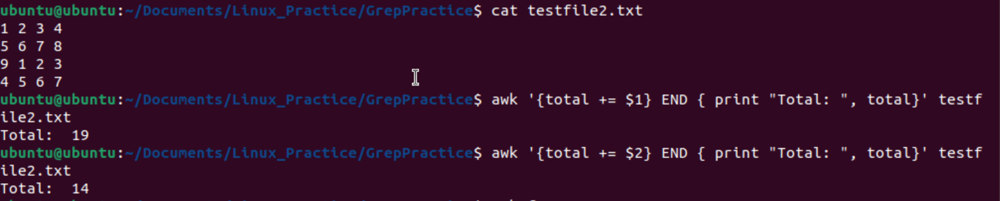 ubuntu@ubuntu:~/Documents/Linux_Practice/GrepPractice$ cat testfile2.txt
1 2 3 4
5 6 7 8
9 1 2 3
4 5 6 7
ubuntu@ubuntu:~/Documents/Linux_Practice/GrepPractice$ awk '{total += $1} END { print "Total: ", total}' testf
ile2.txt
Total:  19
ubuntu@ubuntu:~/Documents/Linux_Practice/GrepPractice$ awk '{total += $2} END { print "Total: ", total}' testf
ile2.txt
Total:  14